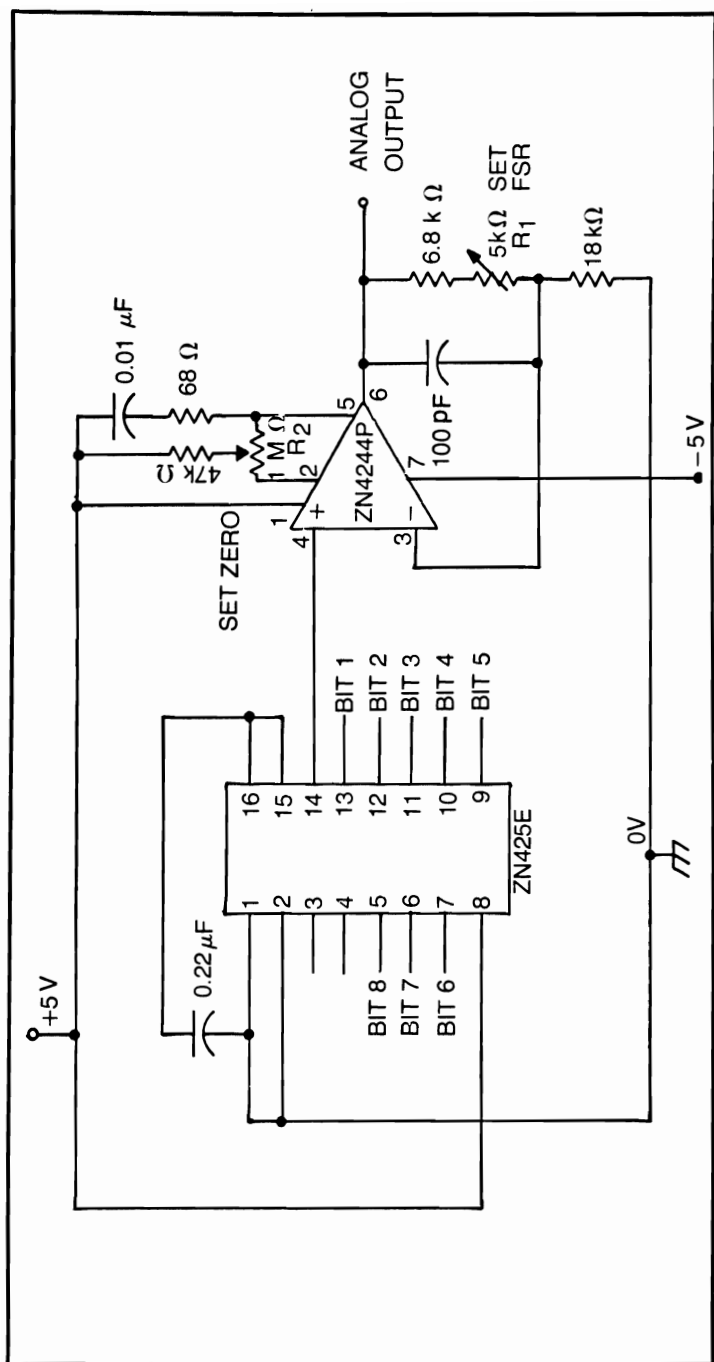 +5 V
0.22 µF
1
2
3
4
BIT 8 5
BIT 7 6
BIT 6 7
8
16
15
14
13 BIT 1
12 BIT 2
11 BIT 3
10 BIT 4
9 BIT 5
ZN425E
0V
SET ZERO
0.01 µF
68 Ω
47k Ω
1 M Ω
R2
1
2
4
+
ZN4244P
−
3
5
6
7
100 pF
−5 V
ANALOG
OUTPUT
6.8 k Ω
5kΩ SET
R1 FSR
18kΩ